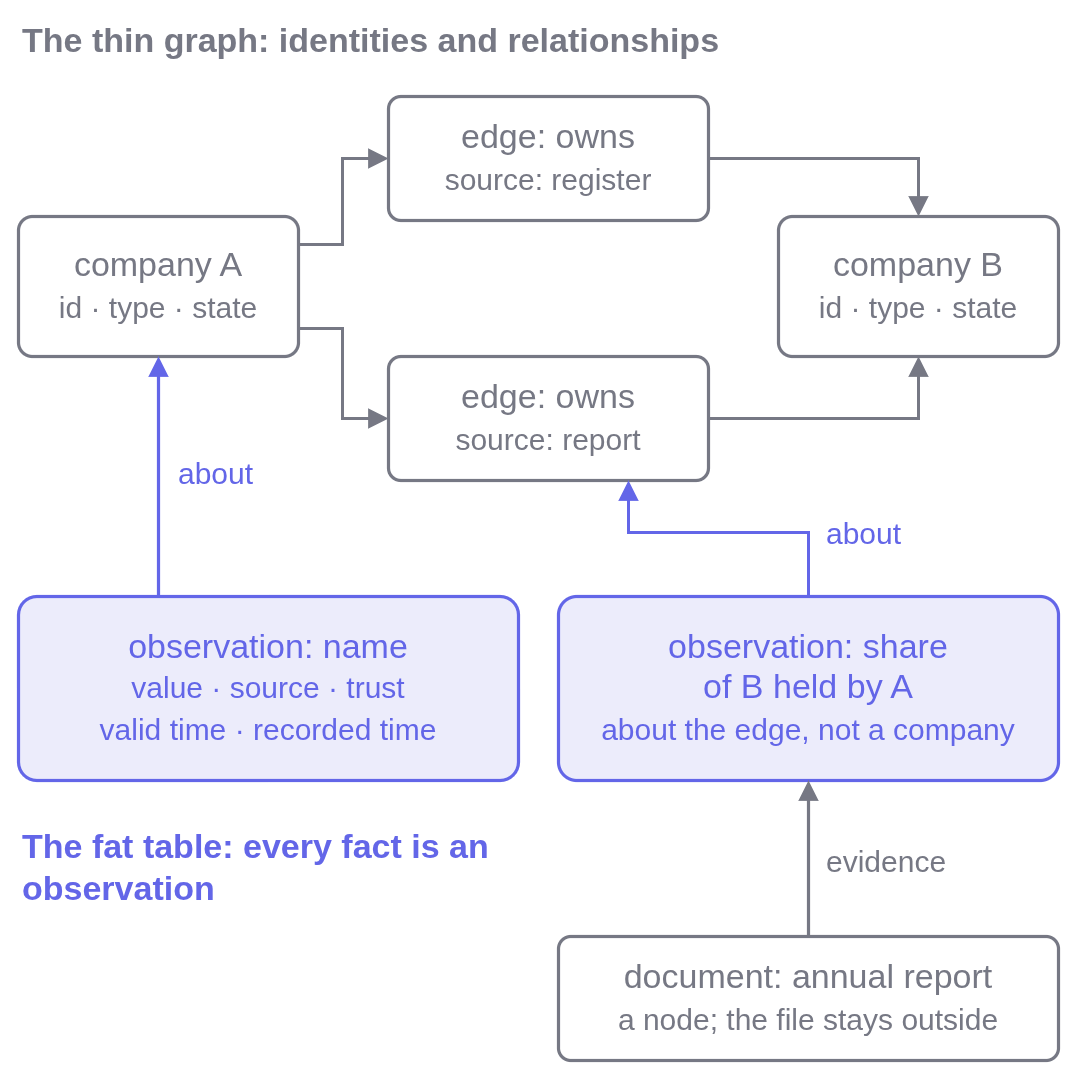 The thin graph: identities and relationships
edge: owns
source: register
company A
id · type · state
company B
id · type · state
edge: owns
source: report
about
about
observation: name
value · source · trust
valid time · recorded time
observation: share
of B held by A
about the edge, not a company
The fat table: every fact is an
observation
evidence
document: annual report
a node; the file stays outside